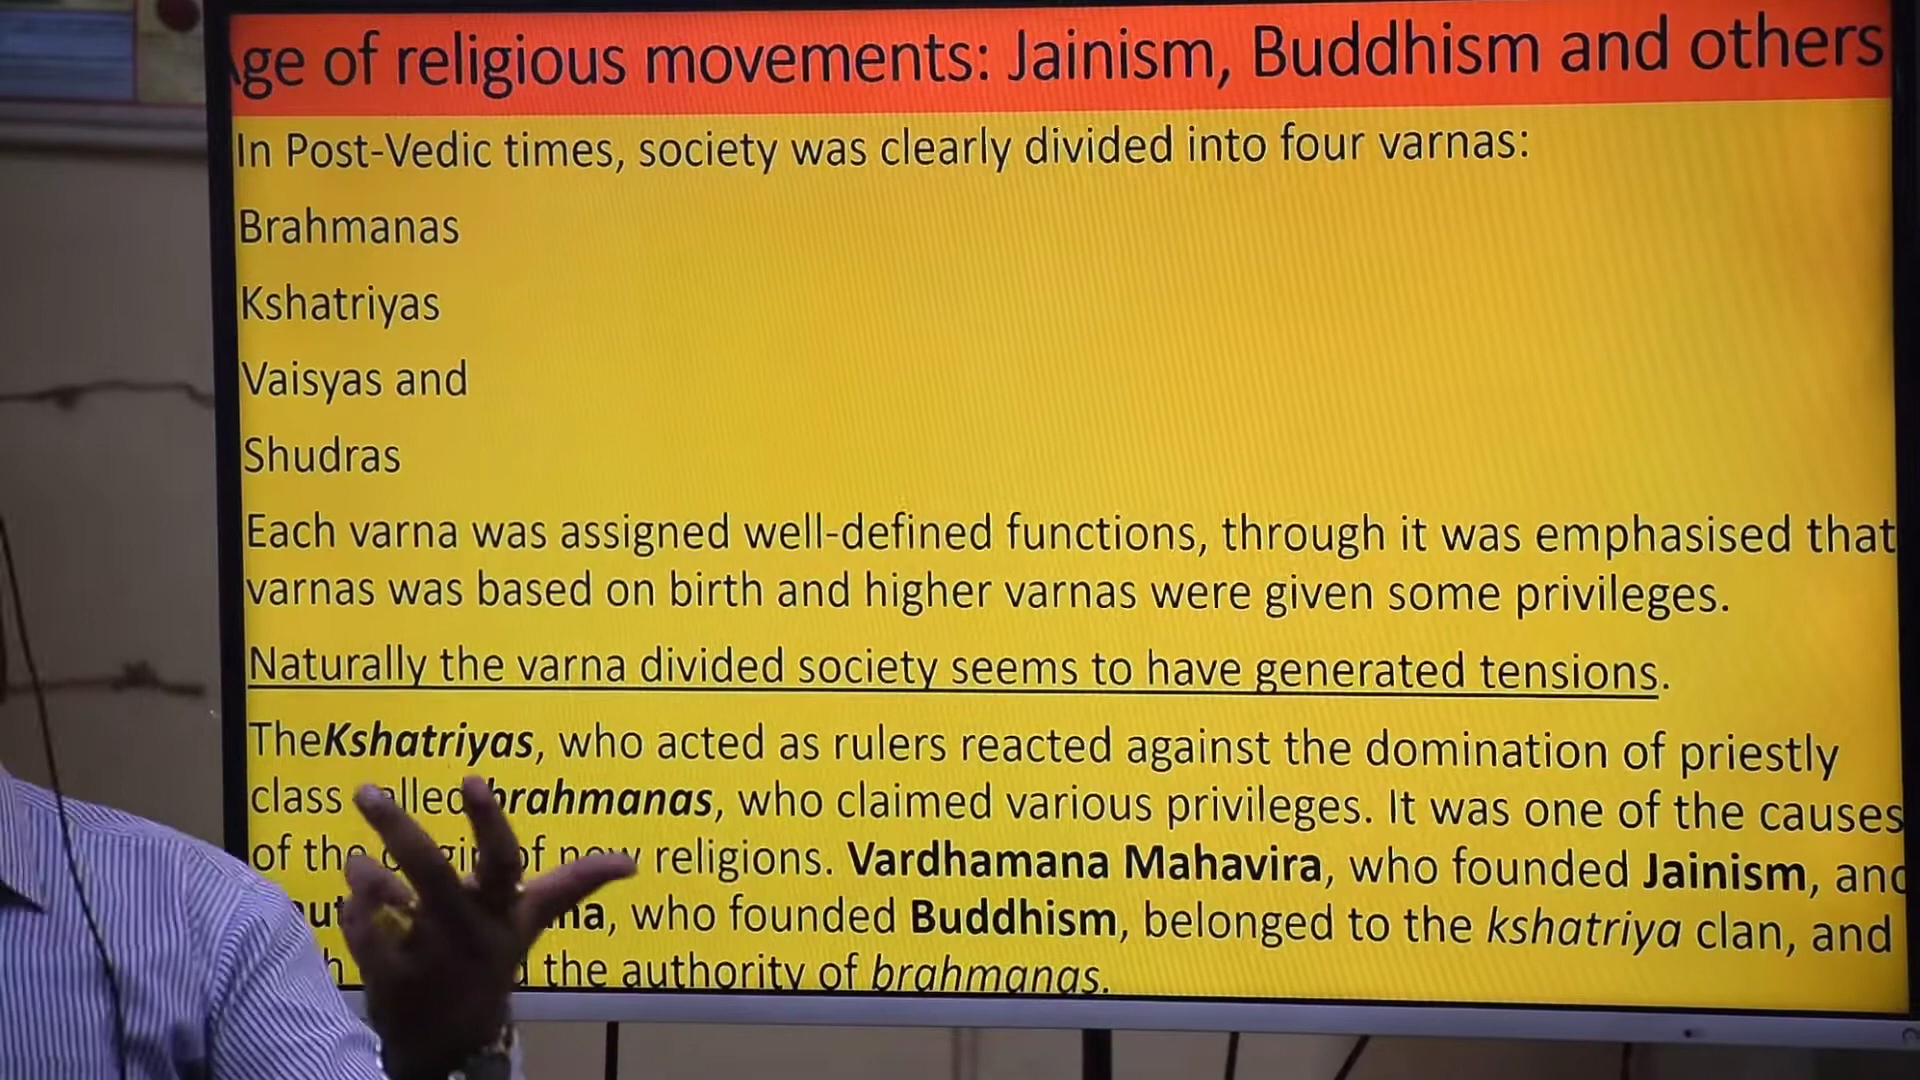 ge of religious movements: Jainism, Buddhism and others
In Post-Vedic times, society was clearly divided into four varnas:
Brahmanas
Kshatriyas
Vaisyas and
Shudras
Each varna was assigned well-defined functions, through it was emphasised that
varnas was based on birth and higher varnas were given some privileges.
Naturally the varna divided society seems to have generated tensions.
TheKshatriyas, who acted as rulers reacted against the domination of priestly
class called brahmanas, who claimed various privileges. It was one of the causes
of the origin of new religions. Vardhamana Mahavira, who founded Jainism, and
who founded Buddhism, belonged to the kshatriya clan, and
the authority of brahmanas.